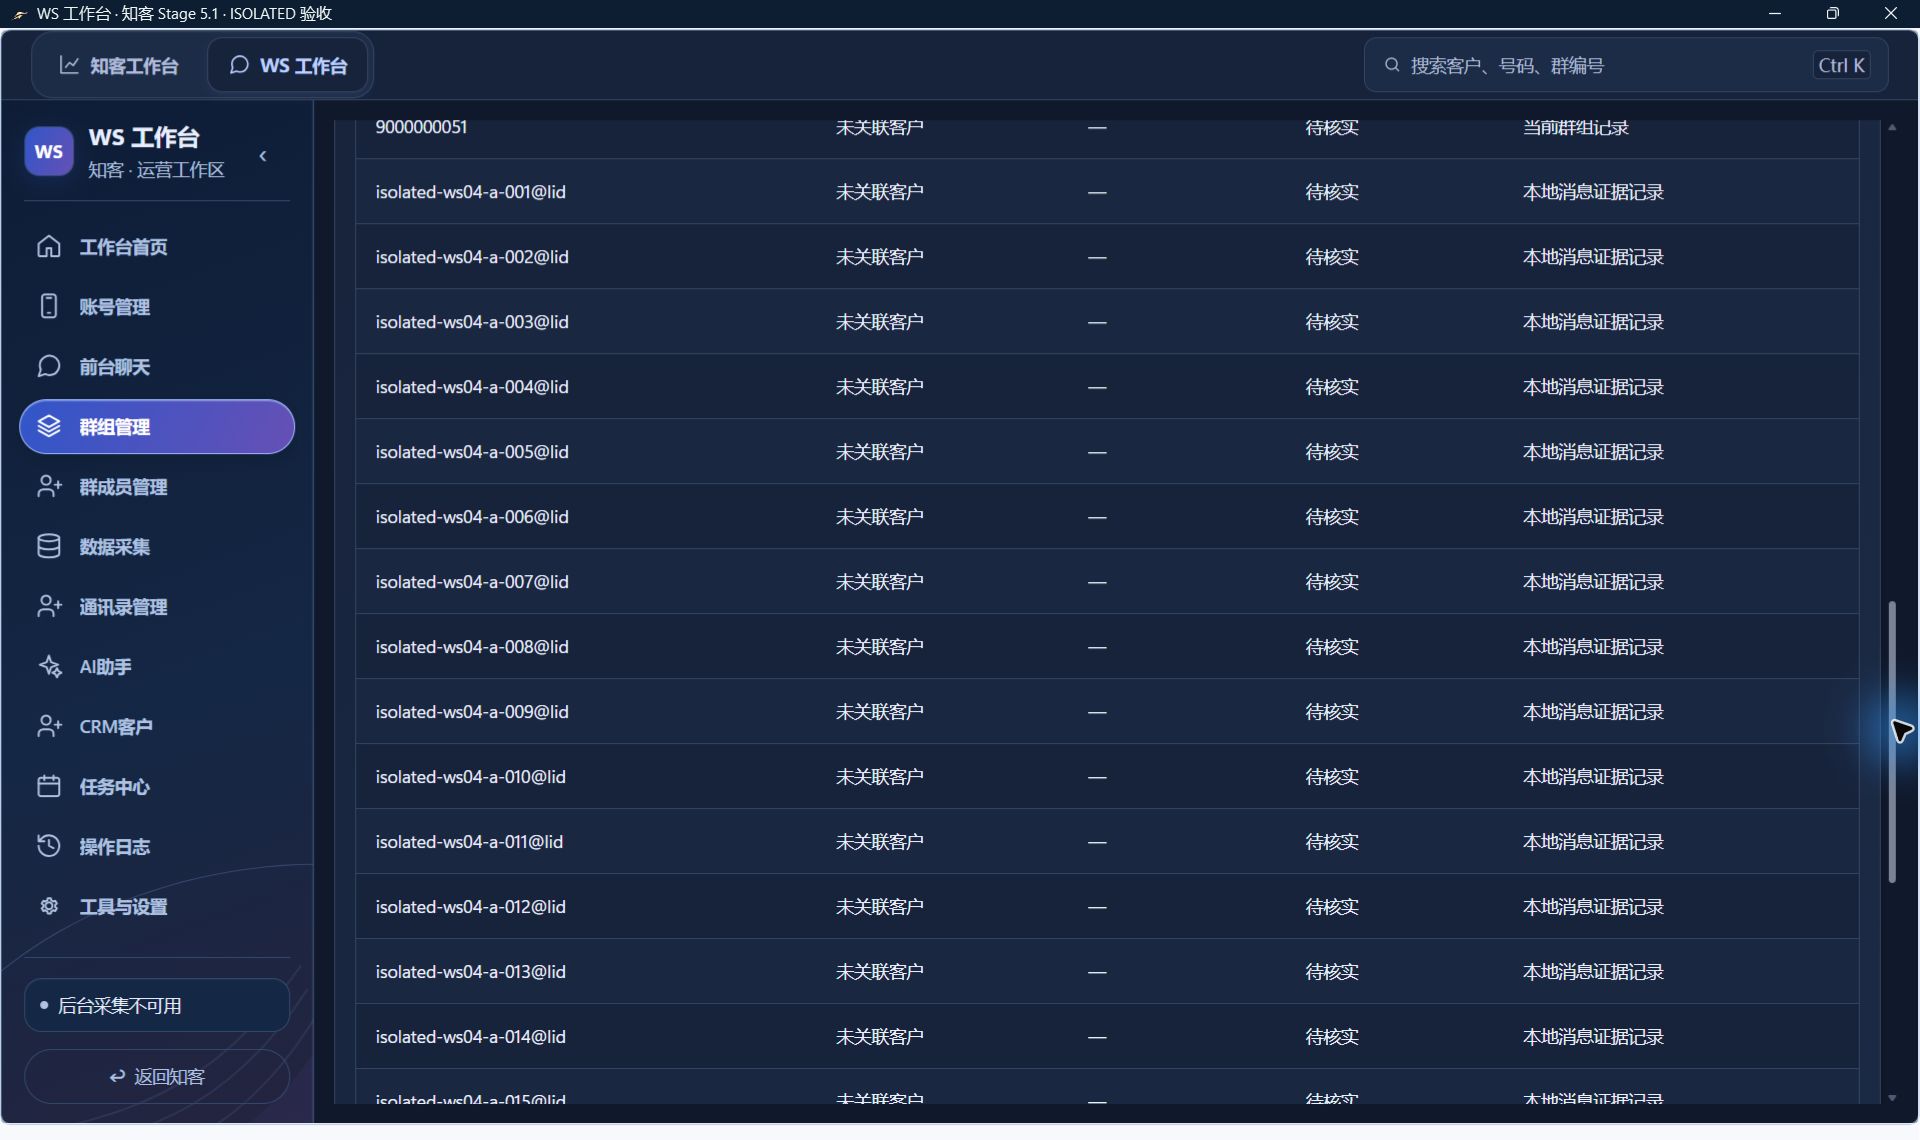 WS 工作台 · 知客 Stage 5.1 · ISOLATED 验收
知客工作台
WS 工作台
搜索客户、号码、群编号
Ctrl K
WS
WS 工作台
知客 · 运营工作区
工作台首页
账号管理
前台聊天
群组管理
群成员管理
数据采集
通讯录管理
AI助手
CRM客户
任务中心
操作日志
工具与设置
后台采集不可用
返回知客
9000000051 未关联客户 — 待核实 当前群组记录
isolated-ws04-a-001@lid 未关联客户 — 待核实 本地消息证据记录
isolated-ws04-a-002@lid 未关联客户 — 待核实 本地消息证据记录
isolated-ws04-a-003@lid 未关联客户 — 待核实 本地消息证据记录
isolated-ws04-a-004@lid 未关联客户 — 待核实 本地消息证据记录
isolated-ws04-a-005@lid 未关联客户 — 待核实 本地消息证据记录
isolated-ws04-a-006@lid 未关联客户 — 待核实 本地消息证据记录
isolated-ws04-a-007@lid 未关联客户 — 待核实 本地消息证据记录
isolated-ws04-a-008@lid 未关联客户 — 待核实 本地消息证据记录
isolated-ws04-a-009@lid 未关联客户 — 待核实 本地消息证据记录
isolated-ws04-a-010@lid 未关联客户 — 待核实 本地消息证据记录
isolated-ws04-a-011@lid 未关联客户 — 待核实 本地消息证据记录
isolated-ws04-a-012@lid 未关联客户 — 待核实 本地消息证据记录
isolated-ws04-a-013@lid 未关联客户 — 待核实 本地消息证据记录
isolated-ws04-a-014@lid 未关联客户 — 待核实 本地消息证据记录
isolated-ws04-a-015@lid 未关联客户 — 待核实 本地消息证据记录